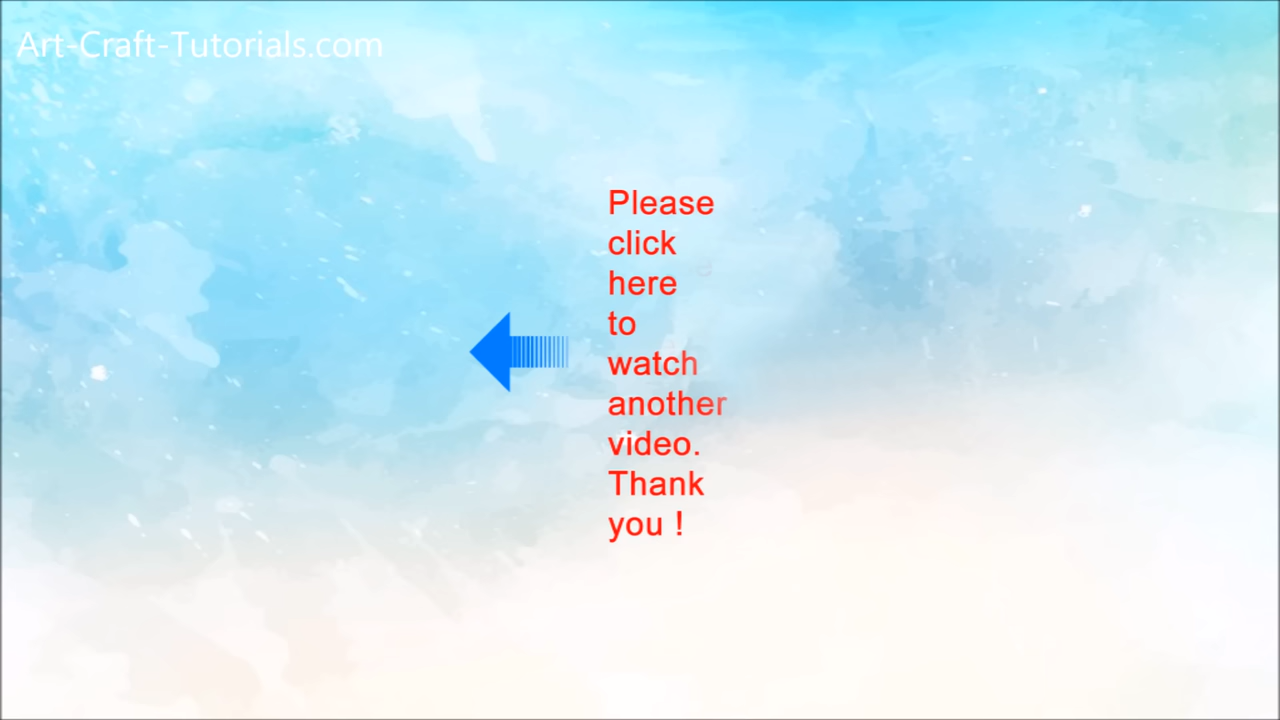 Art-Craft-Tutorials.com
Please
click
here
to
watch
another
video.
Thank
you !